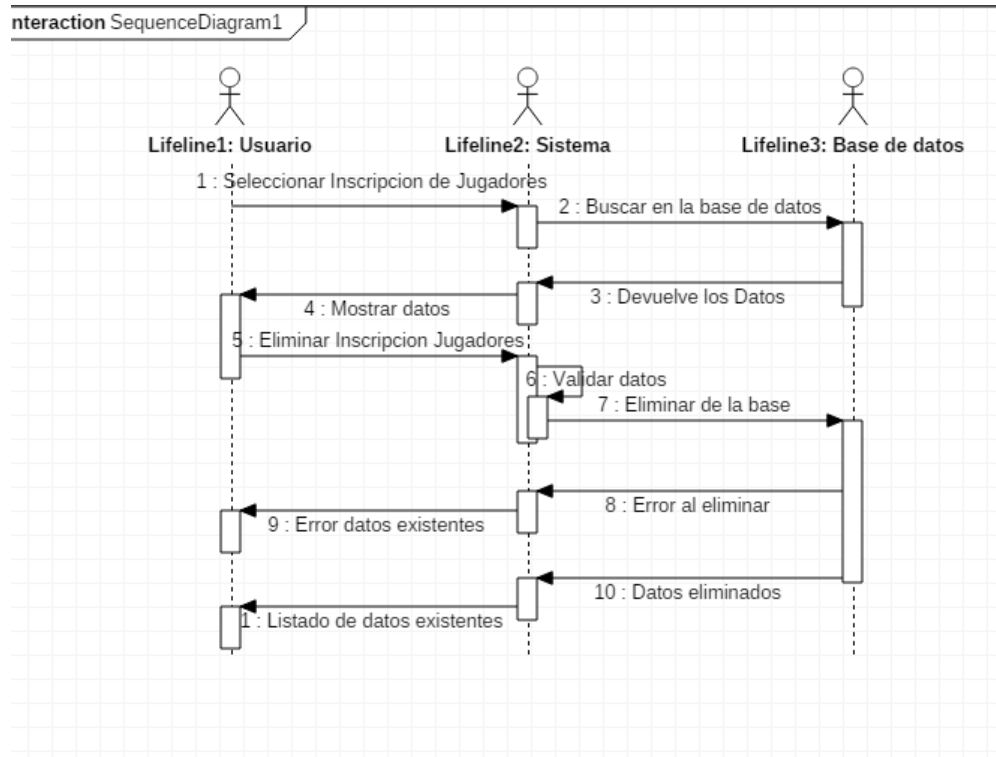 nteraction SequenceDiagram1
Lifeline1: Usuario
Lifeline2: Sistema
Lifeline3: Base de datos
1 : Seleccionar Inscripcion de Jugadores
2 : Buscar en la base de datos
3 : Devuelve los Datos
4 : Mostrar datos
5 : Eliminar Inscripcion Jugadores
6 : Validar datos
7 : Eliminar de la base
8 : Error al eliminar
9 : Error datos existentes
10 : Datos eliminados
1 : Listado de datos existentes